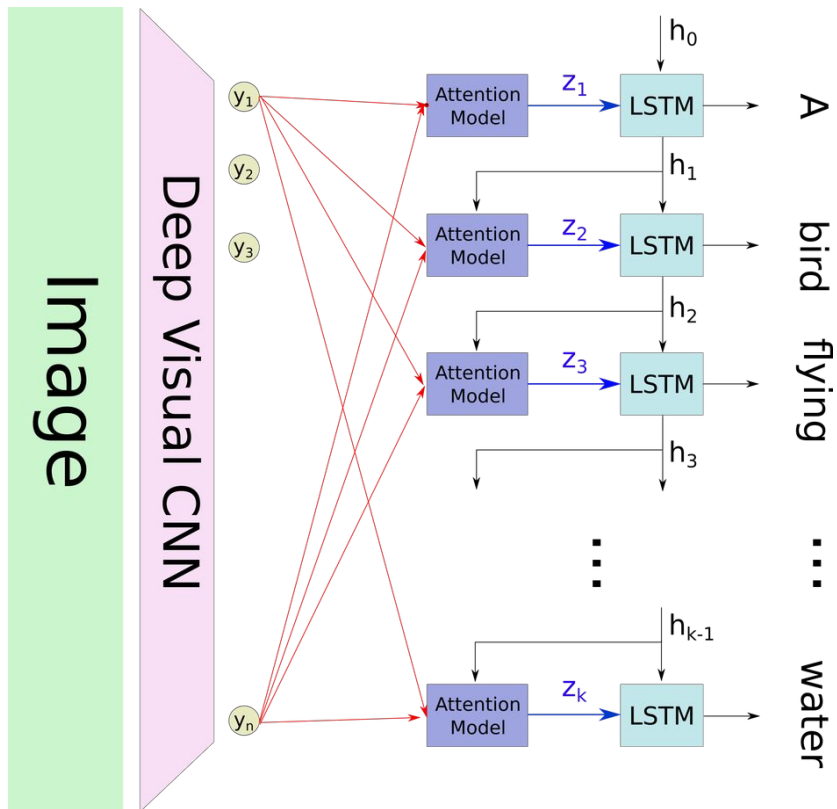 Image
Deep Visual CNN
y₁
y₂
y₃
yₙ
h₀
Attention
Model
z₁
LSTM
A
h₁
Attention
Model
z₂
LSTM
bird
h₂
Attention
Model
z₃
LSTM
flying
h₃
...
...
hₖ₋₁
Attention
Model
zₖ
LSTM
water